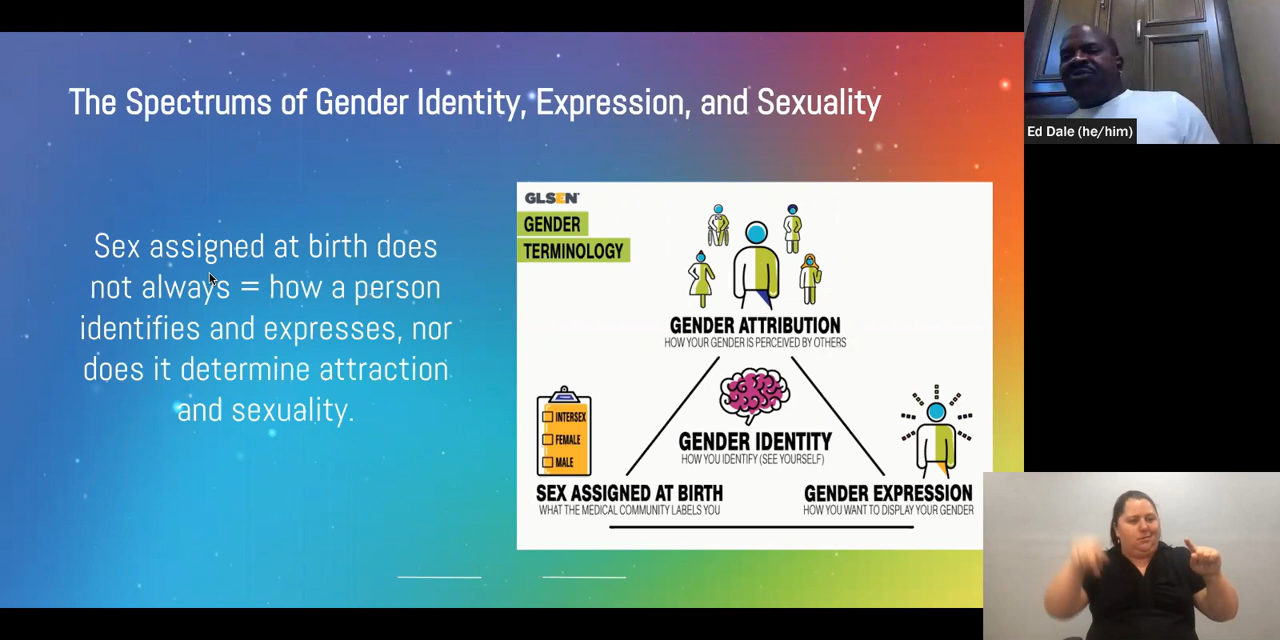 The Spectrums of Gender Identity, Expression, and Sexuality
Sex assigned at birth does
not always = how a person
identifies and expresses, nor
does it determine attraction
and sexuality.
GLSEN
GENDER
TERMINOLOGY
GENDER ATTRIBUTION
HOW YOUR GENDER IS PERCEIVED BY OTHERS
GENDER IDENTITY
HOW YOU IDENTIFY (SEE YOURSELF)
INTERSEX
FEMALE
MALE
SEX ASSIGNED AT BIRTH
WHAT THE MEDICAL COMMUNITY LABELS YOU
GENDER EXPRESSION
HOW YOU WANT TO DISPLAY YOUR GENDER
Ed Dale (he/him)